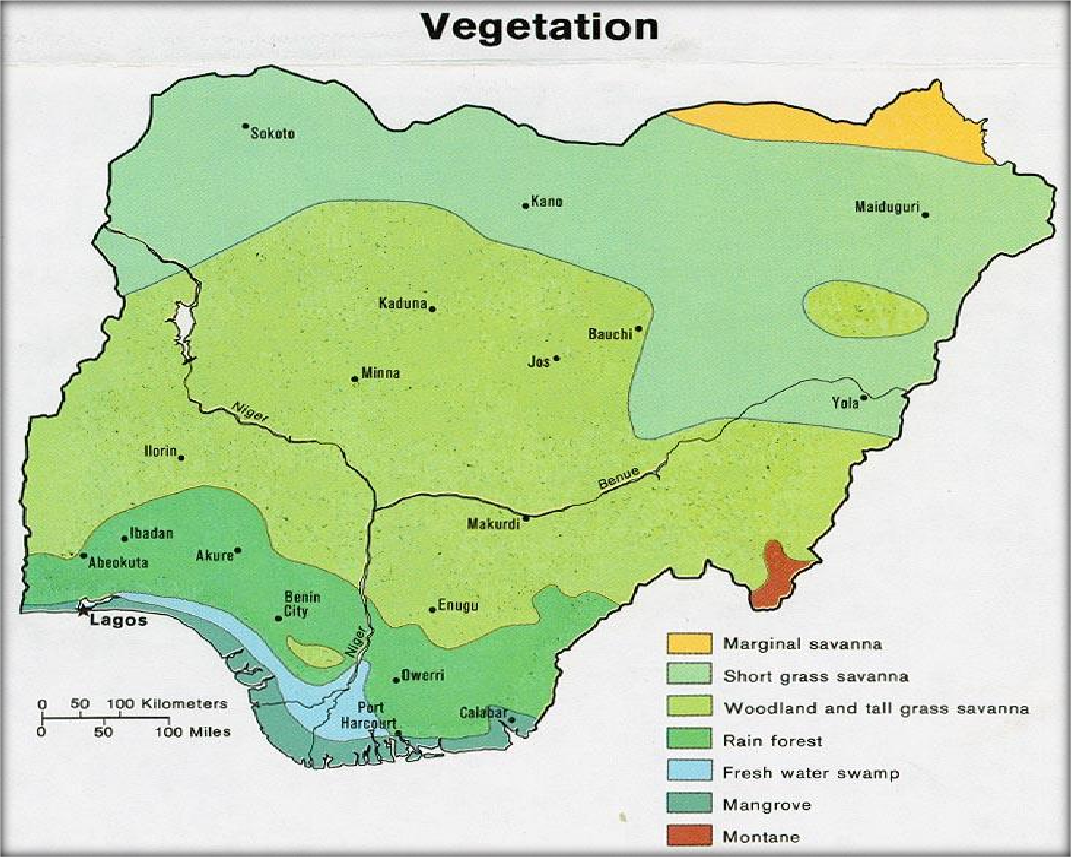 Vegetation
Sokoto
Kano
Maiduguri
Kaduna
Bauchi
Jos
Minna
Yola
Niger
Ilorin
Benue
Makurdi
Ibadan
Abeokuta
Akure
Benin
City
Enugu
Lagos
Niger
Owerri
Port
Harcourt
Calabar
0 50 100 Kilometers
0 50 100 Miles
Marginal savanna
Short grass savanna
Woodland and tall grass savanna
Rain forest
Fresh water swamp
Mangrove
Montane